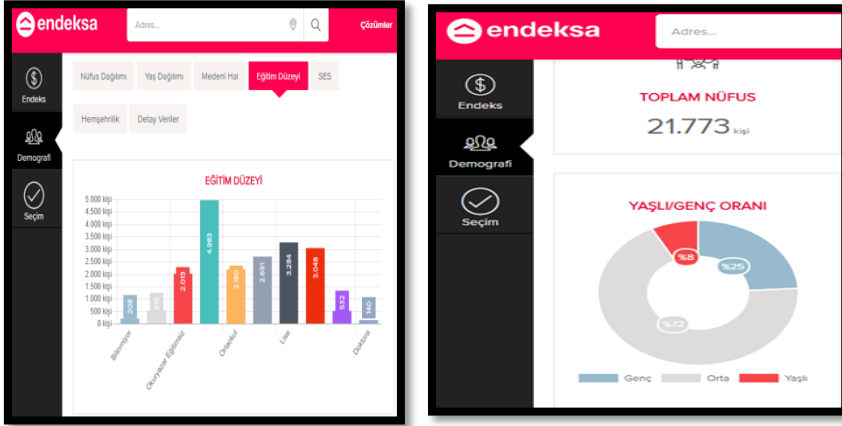 endeksa
Adres...
Çözümler
Endeks
Demografi
Seçim
Nüfus Dağılımı
Yaş Dağılımı
Medeni Hal
Eğitim Düzeyi
SES
Hemşehrilik
Detay Veriler
EĞİTİM DÜZEYİ
5.000 kişi
4.500 kişi
4.000 kişi
3.500 kişi
3.000 kişi
2.500 kişi
2.000 kişi
1.500 kişi
1.000 kişi
500 kişi
0 kişi
208
2.013
4.983
2.691
3.284
3.048
532
140
Bilinmiyor
Okuryazar Eğitimsiz
Ortaokul
Lise
Doktora
endeksa
Adres...
Endeks
Demografi
Seçim
TOPLAM NÜFUS
21.773 kişi
YAŞLI/GENÇ ORANI
%8
%25
%72
Genç
Orta
Yaşlı